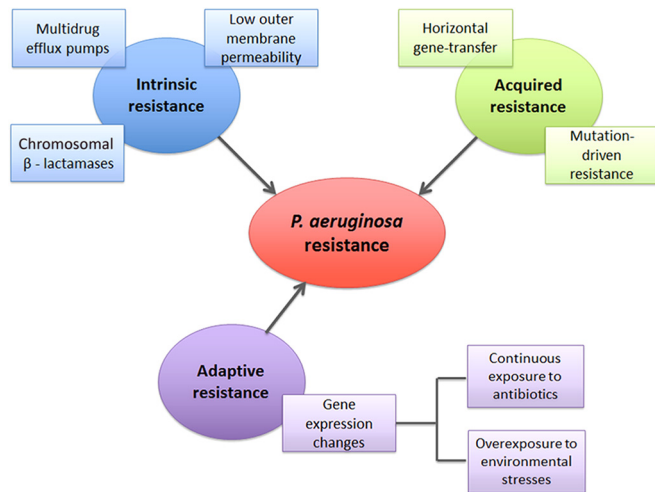 Multidrug
efflux pumps
Low outer
membrane
permeability
Intrinsic
resistance
Chromosomal
β - lactamases
Horizontal
gene-transfer
Acquired
resistance
Mutation-
driven
resistance
P. aeruginosa
resistance
Adaptive
resistance
Gene
expression
changes
Continuous
exposure to
antibiotics
Overexposure to
environmental
stresses